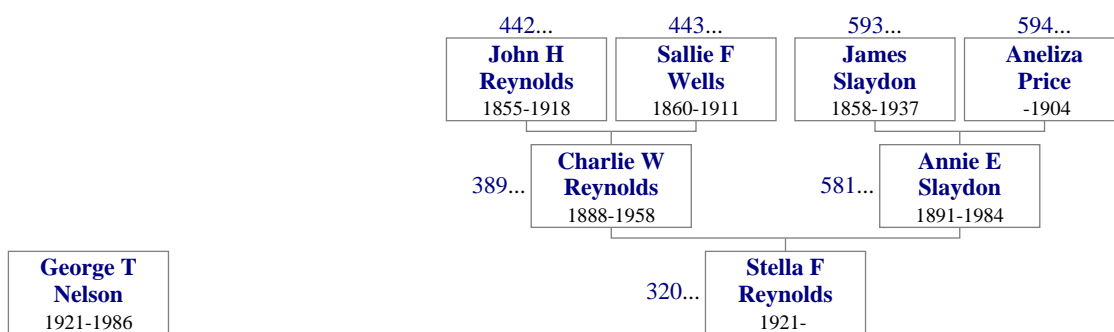 442... 443... 593... 594...
John H Sallie F James Aneliza
Reynolds Wells Slaydon Price
1855-1918 1860-1911 1858-1937 -1904
Charlie W Annie E
389... Reynolds 581... Slaydon
1888-1958 1891-1984
George T Stella F
Nelson 320... Reynolds
1921-1986 1921-